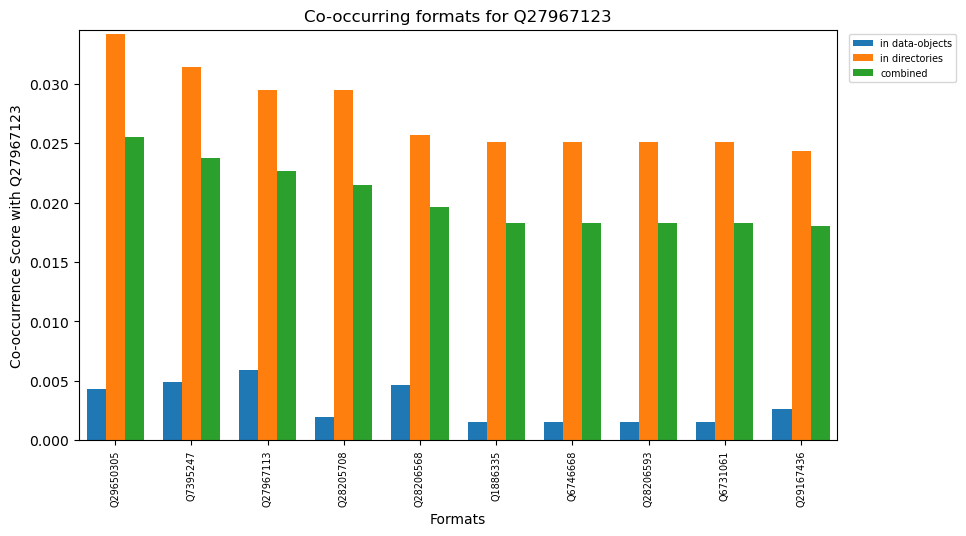 Co-occurring formats for Q27967123
in data-objects
in directories
combined
Co-occurrence Score with Q27967123
0.030
0.025
0.020
0.015
0.010
0.005
0.000
Q29650305
Q7395247
Q27967113
Q28205708
Q28206568
Q1886335
Q6746668
Q28206593
Q6731061
Q29167436
Formats